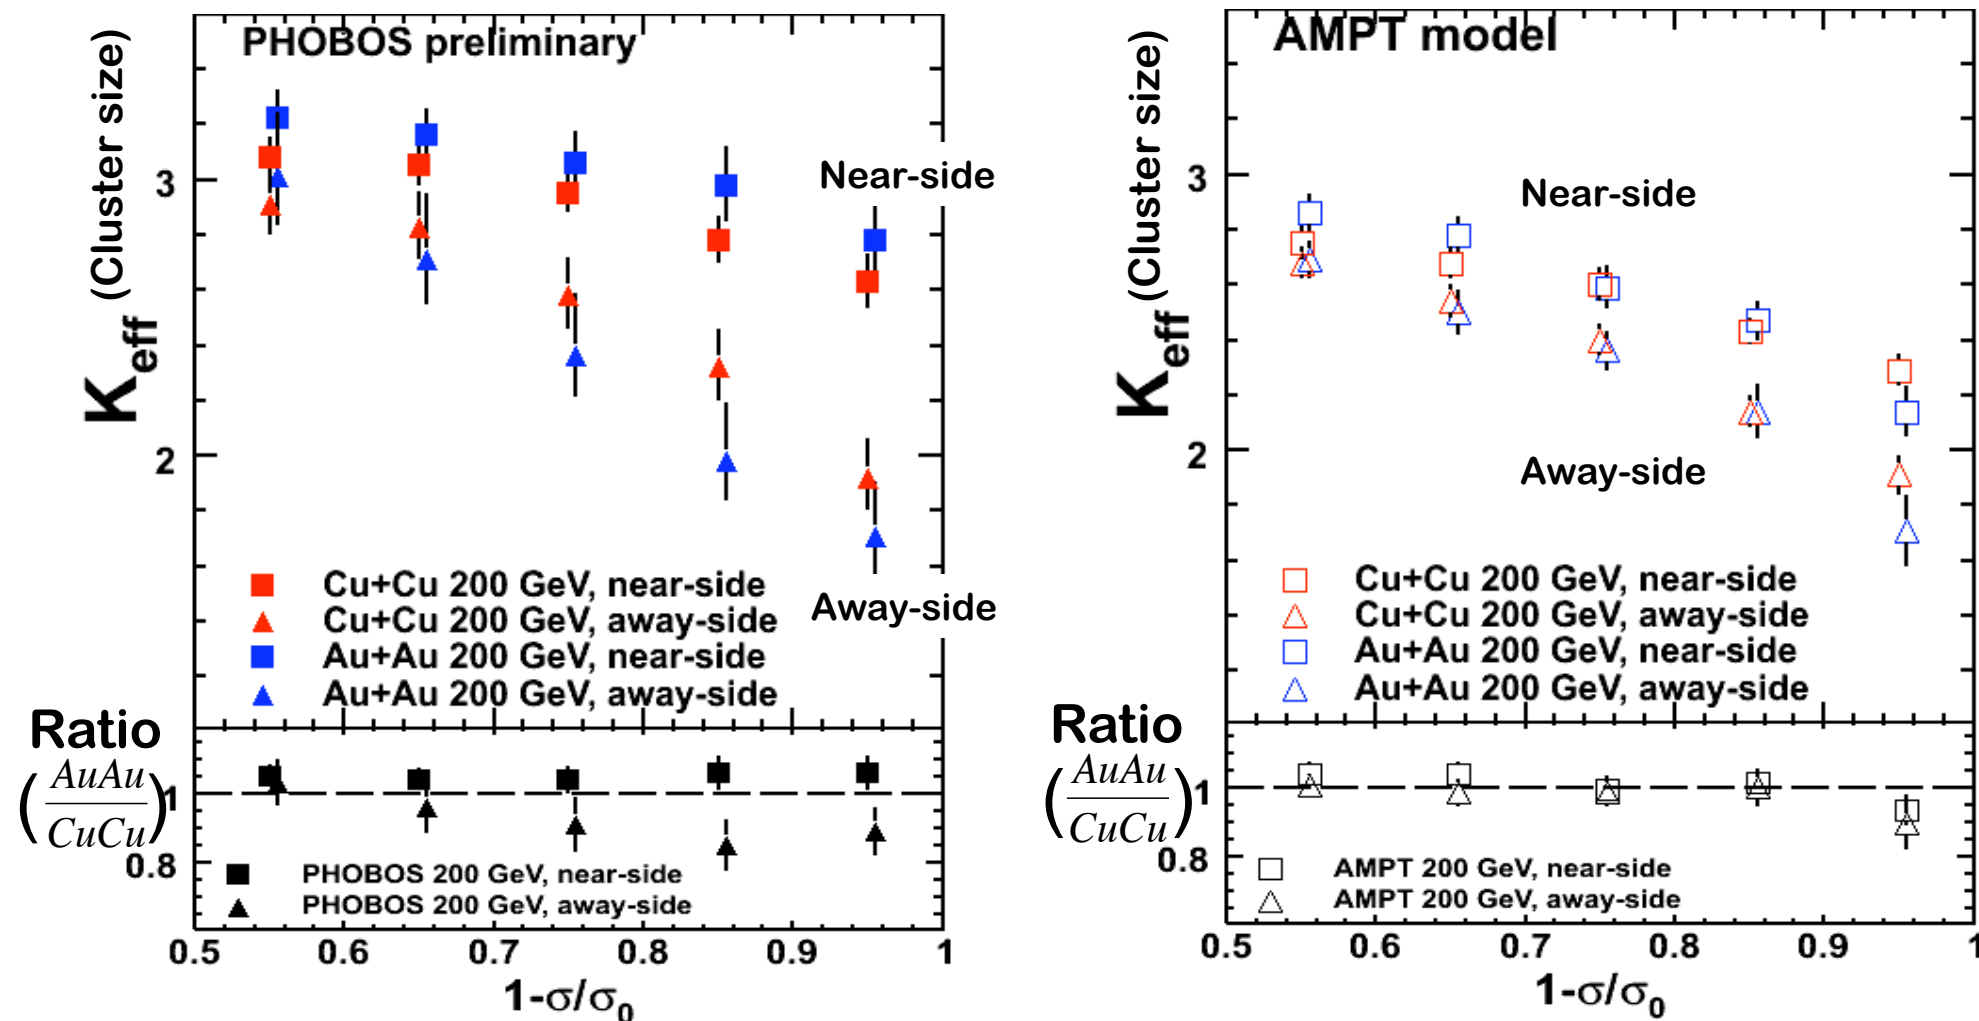 PHOBOS preliminary
K_eff (Cluster size)
3
2
Near-side
Away-side
Cu+Cu 200 GeV, near-side
Cu+Cu 200 GeV, away-side
Au+Au 200 GeV, near-side
Au+Au 200 GeV, away-side
Ratio
(AuAu/CuCu)
1
0.8
PHOBOS 200 GeV, near-side
PHOBOS 200 GeV, away-side
0.5 0.6 0.7 0.8 0.9 1
1-σ/σ₀
AMPT model
K_eff (Cluster size)
3
2
Near-side
Away-side
Cu+Cu 200 GeV, near-side
Cu+Cu 200 GeV, away-side
Au+Au 200 GeV, near-side
Au+Au 200 GeV, away-side
Ratio
(AuAu/CuCu)
1
0.8
AMPT 200 GeV, near-side
AMPT 200 GeV, away-side
0.5 0.6 0.7 0.8 0.9 1
1-σ/σ₀